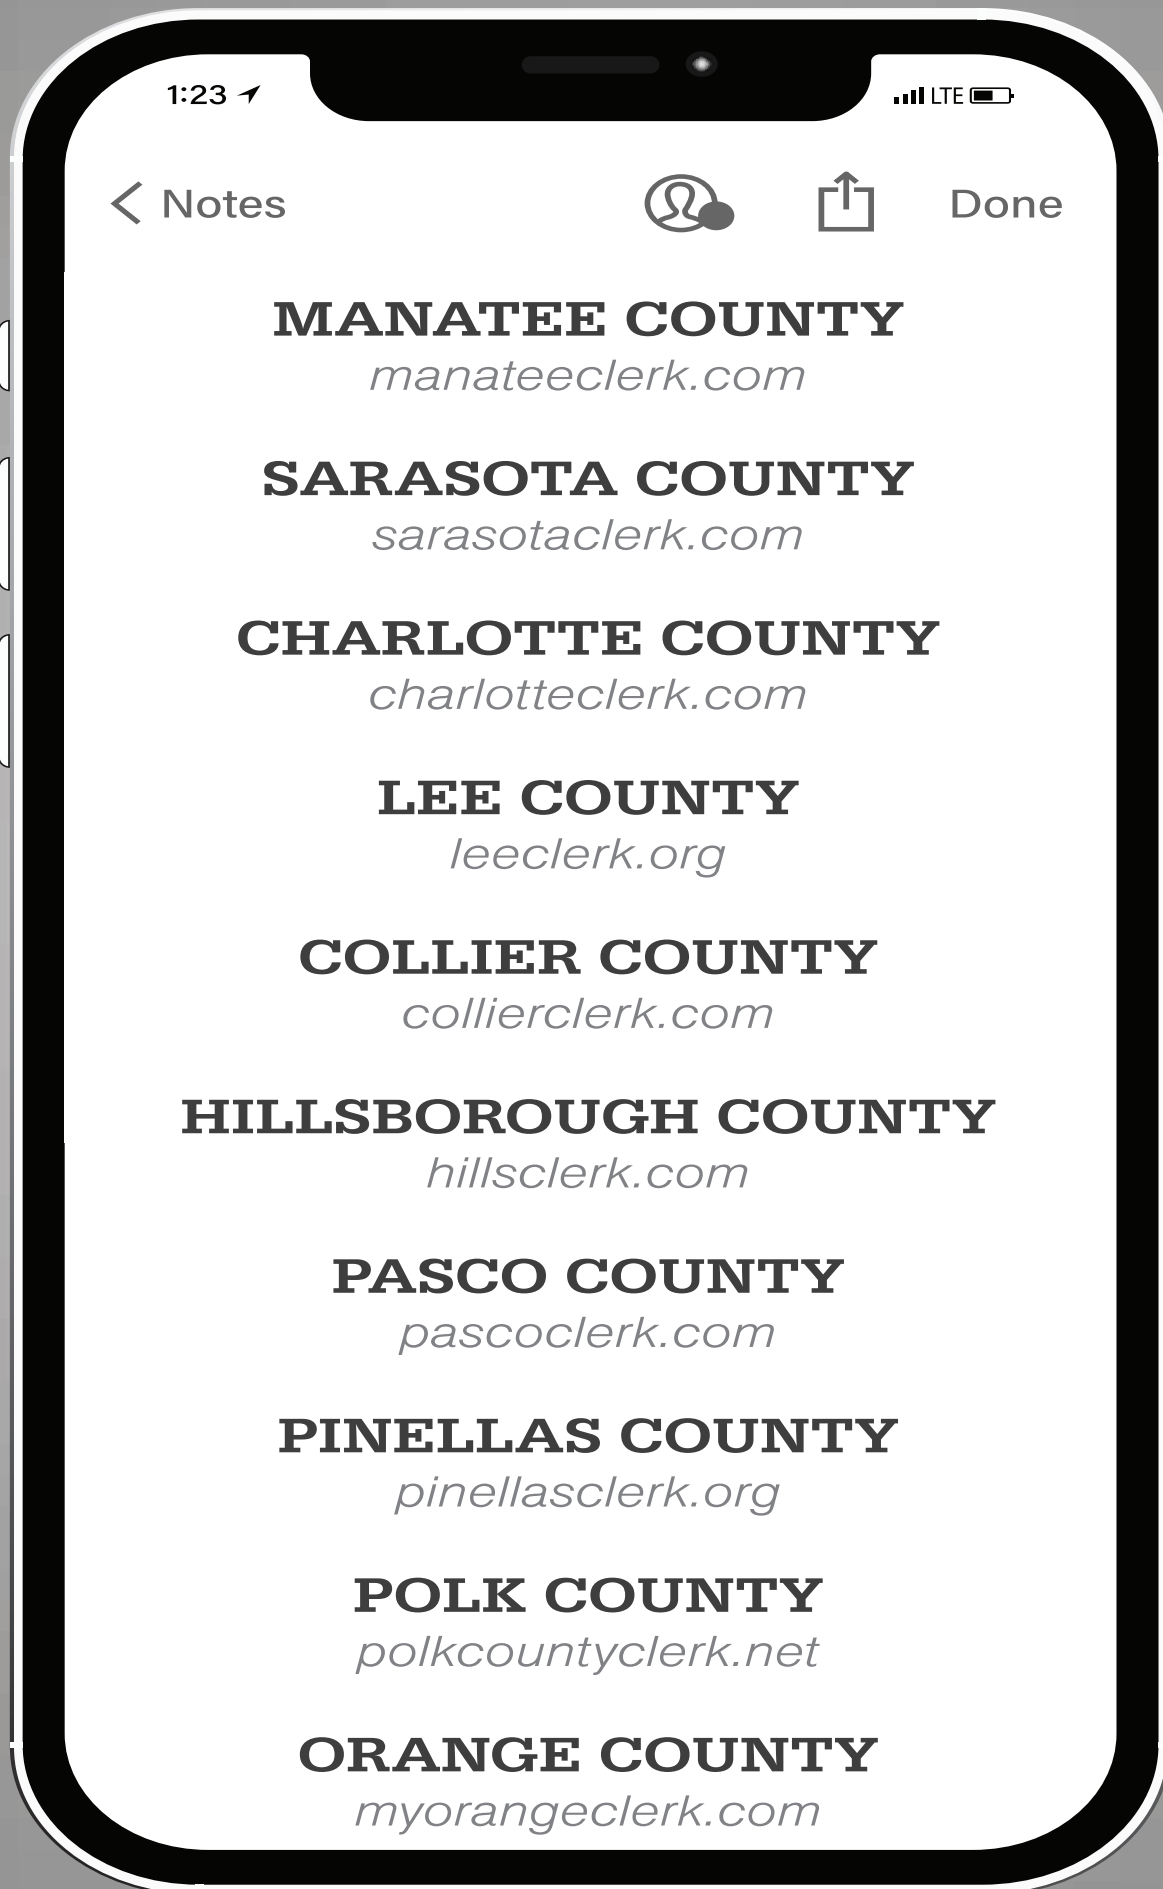 1:23 LTE
Notes Done
MANATEE COUNTY
manateeclerk.com
SARASOTA COUNTY
sarasotaclerk.com
CHARLOTTE COUNTY
charlotteclerk.com
LEE COUNTY
leeclerk.org
COLLIER COUNTY
collierclerk.com
HILLSBOROUGH COUNTY
hillsclerk.com
PASCO COUNTY
pascoclerk.com
PINELLAS COUNTY
pinellasclerk.org
POLK COUNTY
polkcountyclerk.net
ORANGE COUNTY
myorangeclerk.com